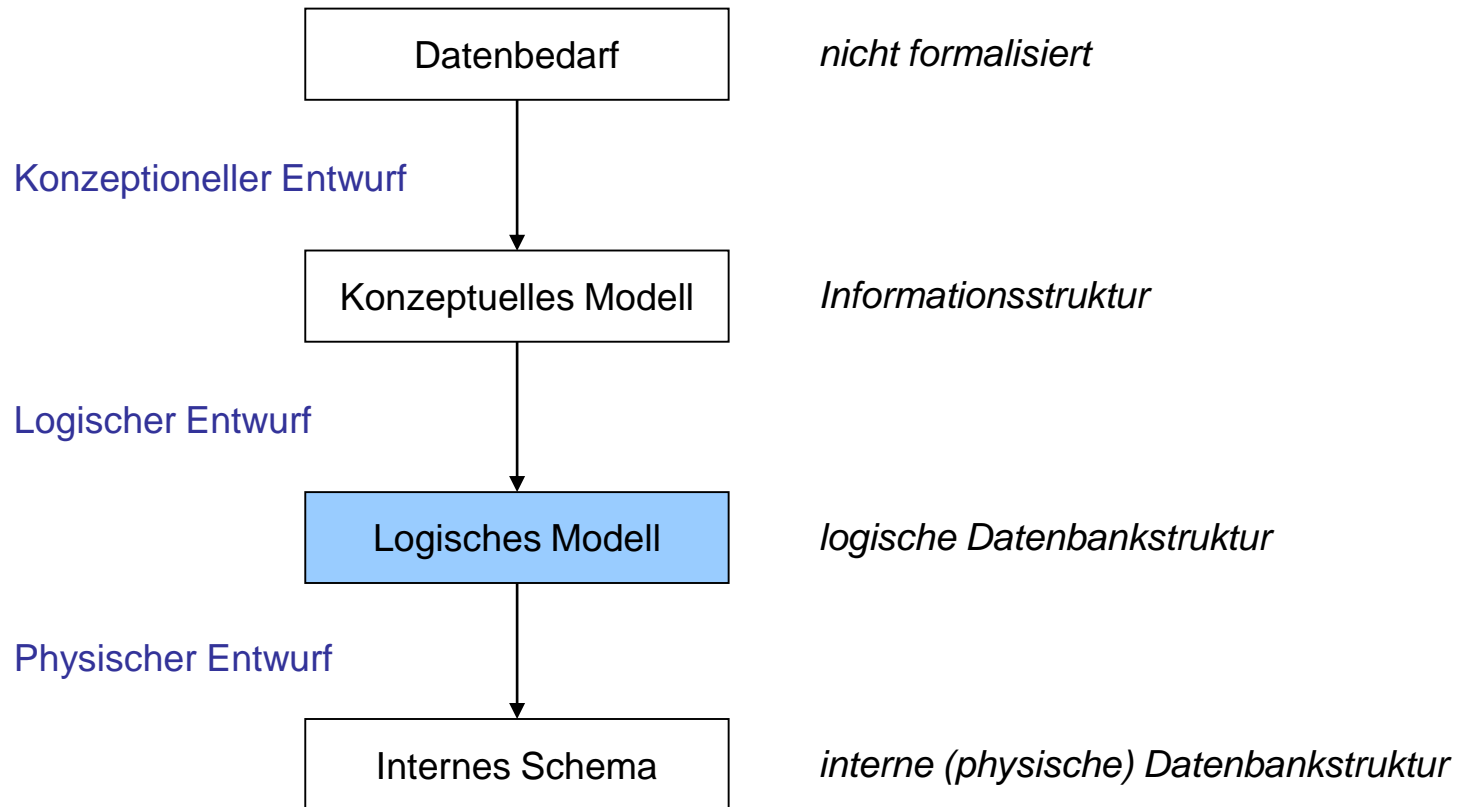 Datenbedarf
nicht formalisiert
Konzeptioneller Entwurf
Konzeptuelles Modell
Informationsstruktur
Logischer Entwurf
Logisches Modell
logische Datenbankstruktur
Physischer Entwurf
Internes Schema
interne (physische) Datenbankstruktur